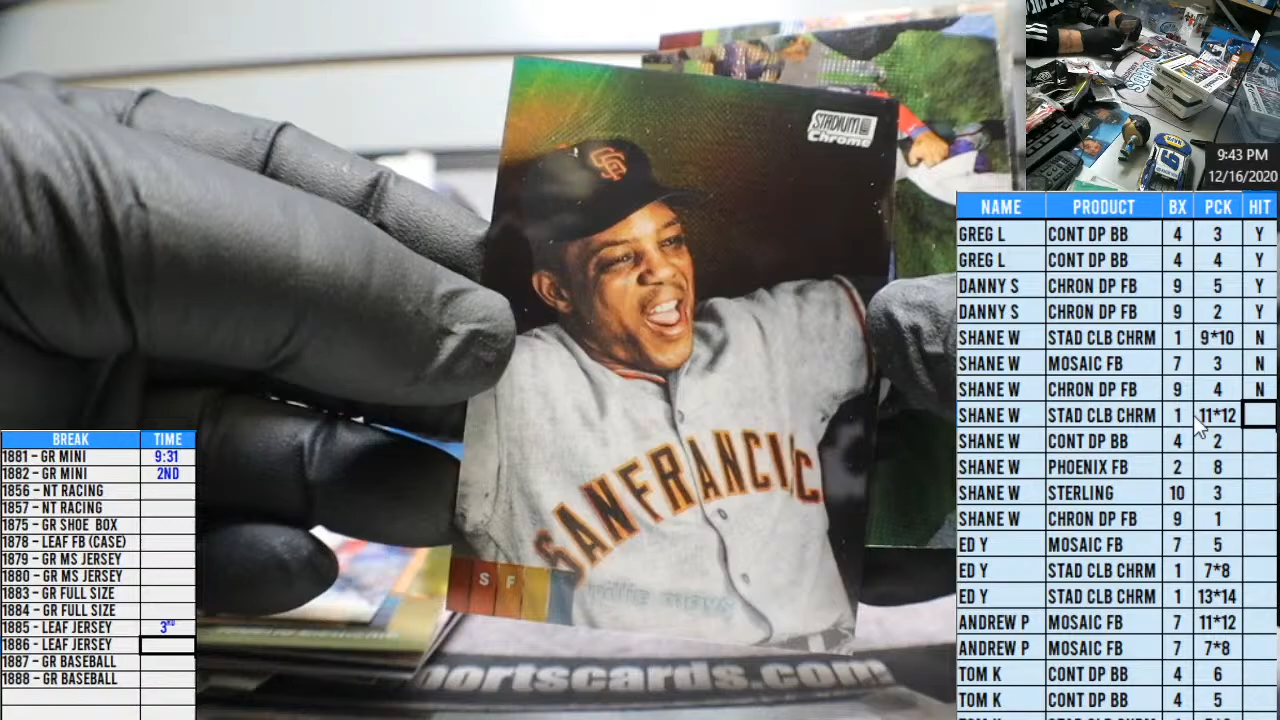 STADIUM
Chrome
SF
SAN FRANCISC
S F
willie mays
portscards.com
9:43 PM
12/16/2020
NAME PRODUCT BX PCK HIT
GREG L CONT DP BB 4 3 Y
GREG L CONT DP BB 4 4 Y
DANNY S CHRON DP FB 9 5 Y
DANNY S CHRON DP FB 9 2 Y
SHANE W STAD CLB CHRM 1 9*10 N
SHANE W MOSAIC FB 7 3 N
SHANE W CHRON DP FB 9 4 N
SHANE W STAD CLB CHRM 1 11*12
SHANE W CONT DP BB 4 2
SHANE W PHOENIX FB 2 8
SHANE W STERLING 10 3
SHANE W CHRON DP FB 9 1
ED Y MOSAIC FB 7 5
ED Y STAD CLB CHRM 1 7*8
ED Y STAD CLB CHRM 1 13*14
ANDREW P MOSAIC FB 7 11*12
ANDREW P MOSAIC FB 7 7*8
TOM K CONT DP BB 4 6
TOM K CONT DP BB 4 5
BREAK TIME
1881 - GR MINI 9:31
1882 - GR MINI 2ND
1856 - NT RACING
1857 - NT RACING
1875 - GR SHOE BOX
1878 - LEAF FB (CASE)
1879 - GR MS JERSEY
1880 - GR MS JERSEY
1883 - GR FULL SIZE
1884 - GR FULL SIZE
1885 - LEAF JERSEY 3RD
1886 - LEAF JERSEY
1887 - GR BASEBALL
1888 - GR BASEBALL